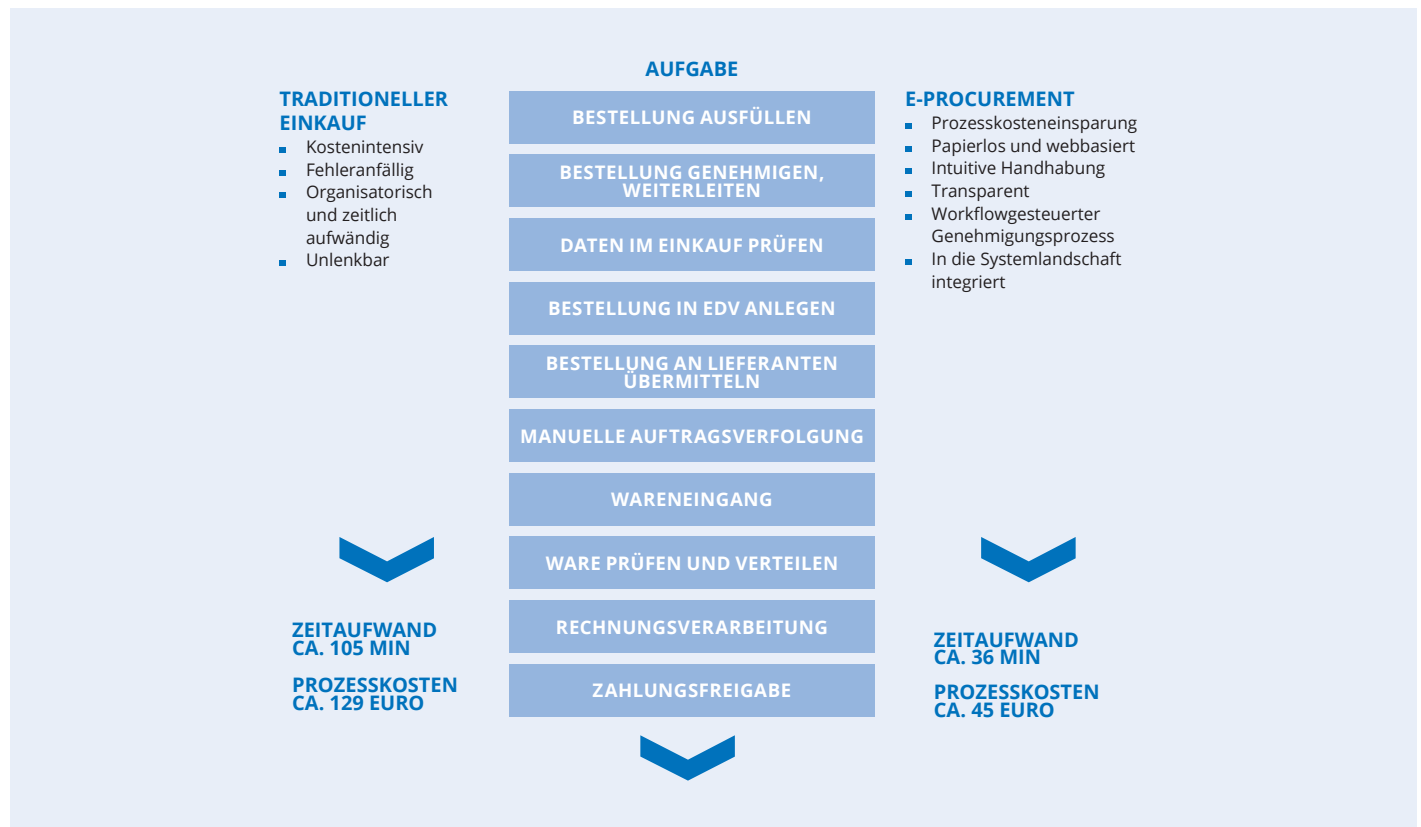 AUFGABE
TRADITIONELLER
EINKAUF
Kostenintensiv
Fehleranfällig
Organisatorisch
und zeitlich
aufwändig
Unlenkbar
BESTELLUNG AUSFÜLLEN
BESTELLUNG GENEHMIGEN,
WEITERLEITEN
DATEN IM EINKAUF PRÜFEN
BESTELLUNG IN EDV ANLEGEN
BESTELLUNG AN LIEFERANTEN
ÜBERMITTELN
MANUELLE AUFTRAGSVERFOLGUNG
WARENEINGANG
WARE PRÜFEN UND VERTEILEN
RECHNUNGSVERARBEITUNG
ZAHLUNGSFREIGABE
E-PROCUREMENT
Prozesskosteneinsparung
Papierlos und webbasiert
Intuitive Handhabung
Transparent
Workflowgesteuerter
Genehmigungsprozess
In die Systemlandschaft
integriert
ZEITAUFWAND
CA. 105 MIN
PROZESSKOSTEN
CA. 129 EURO
ZEITAUFWAND
CA. 36 MIN
PROZESSKOSTEN
CA. 45 EURO